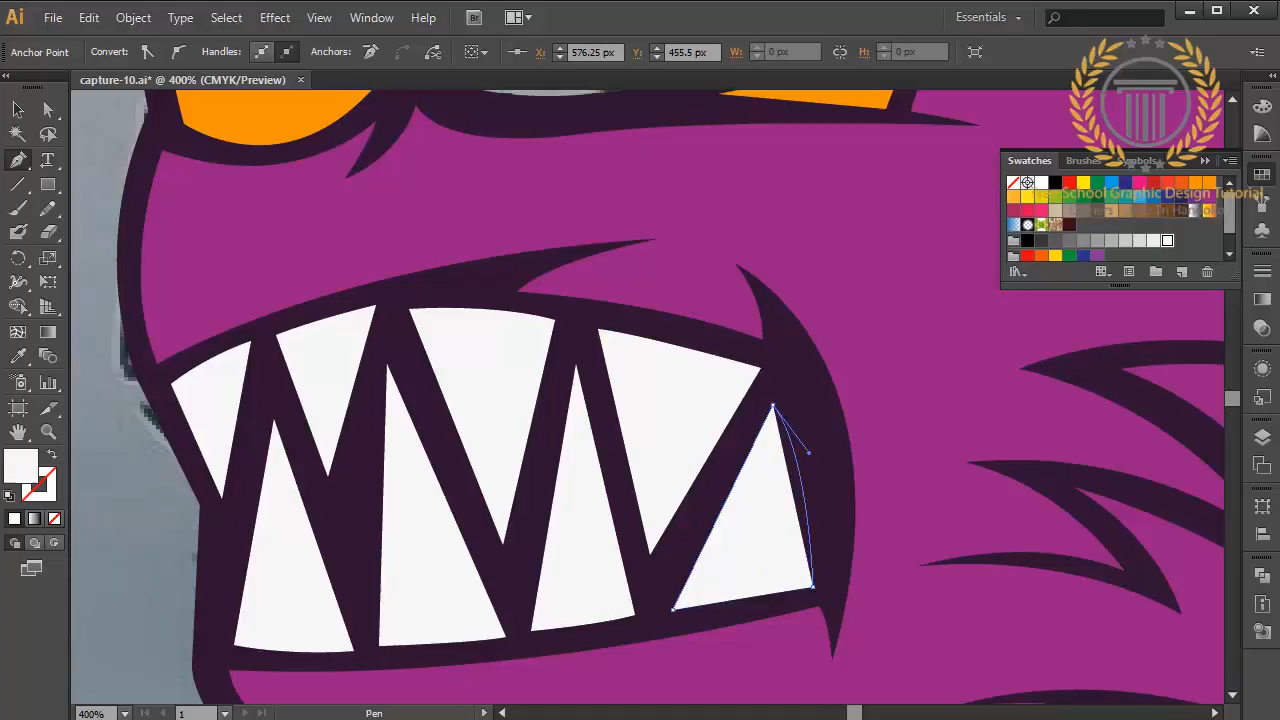 Ai File Edit Object Type Select Effect View Window Help Br Essentials
Anchor Point Convert: Handles: Anchors: X: 576.25 px Y: 455.5 px W: 0 px H: 0 px
capture-10.ai* @ 400% (CMYK/Preview) ×
Swatches Brushes Symbols
School Graphic Design Tutorial
400% 1 Pen